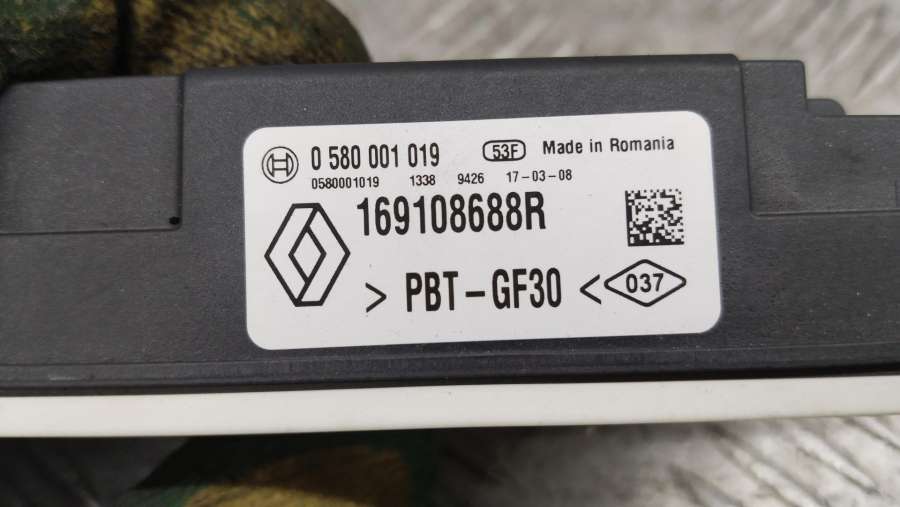 0 580 001 019 53F Made in Romania
0580001019 1338 9426 17-03-08
169108688R
> PBT-GF30 < 037